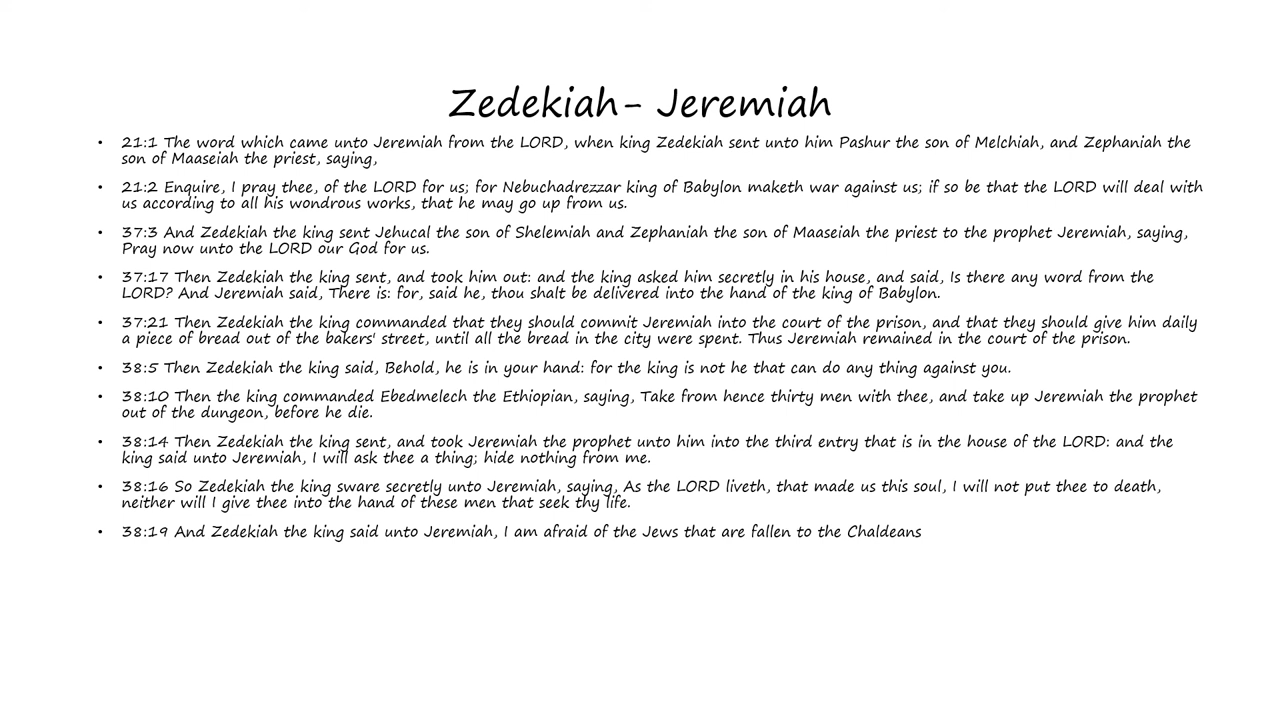 Zedekiah- Jeremiah
• 21:1 The word which came unto Jeremiah from the LORD, when king Zedekiah sent unto him Pashur the son of Melchiah, and Zephaniah the
son of Maaseiah the priest, saying,
• 21:2 Enquire, I pray thee, of the LORD for us; for Nebuchadrezzar king of Babylon maketh war against us; if so be that the LORD will deal with
us according to all his wondrous works, that he may go up from us.
• 37:3 And Zedekiah the king sent Jehucal the son of Shelemiah and Zephaniah the son of Maaseiah the priest to the prophet Jeremiah, saying,
Pray now unto the LORD our God for us.
• 37:17 Then Zedekiah the king sent, and took him out: and the king asked him secretly in his house, and said, Is there any word from the
LORD? And Jeremiah said, There is: for, said he, thou shalt be delivered into the hand of the king of Babylon.
• 37:21 Then Zedekiah the king commanded that they should commit Jeremiah into the court of the prison, and that they should give him daily
a piece of bread out of the bakers' street, until all the bread in the city were spent. Thus Jeremiah remained in the court of the prison.
• 38:5 Then Zedekiah the king said, Behold, he is in your hand: for the king is not he that can do any thing against you.
• 38:10 Then the king commanded Ebedmelech the Ethiopian, saying, Take from hence thirty men with thee, and take up Jeremiah the prophet
out of the dungeon, before he die.
• 38:14 Then Zedekiah the king sent, and took Jeremiah the prophet unto him into the third entry that is in the house of the LORD: and the
king said unto Jeremiah, I will ask thee a thing; hide nothing from me.
• 38:16 So Zedekiah the king sware secretly unto Jeremiah, saying, As the LORD liveth, that made us this soul, I will not put thee to death,
neither will I give thee into the hand of these men that seek thy life.
• 38:19 And Zedekiah the king said unto Jeremiah, I am afraid of the Jews that are fallen to the Chaldeans